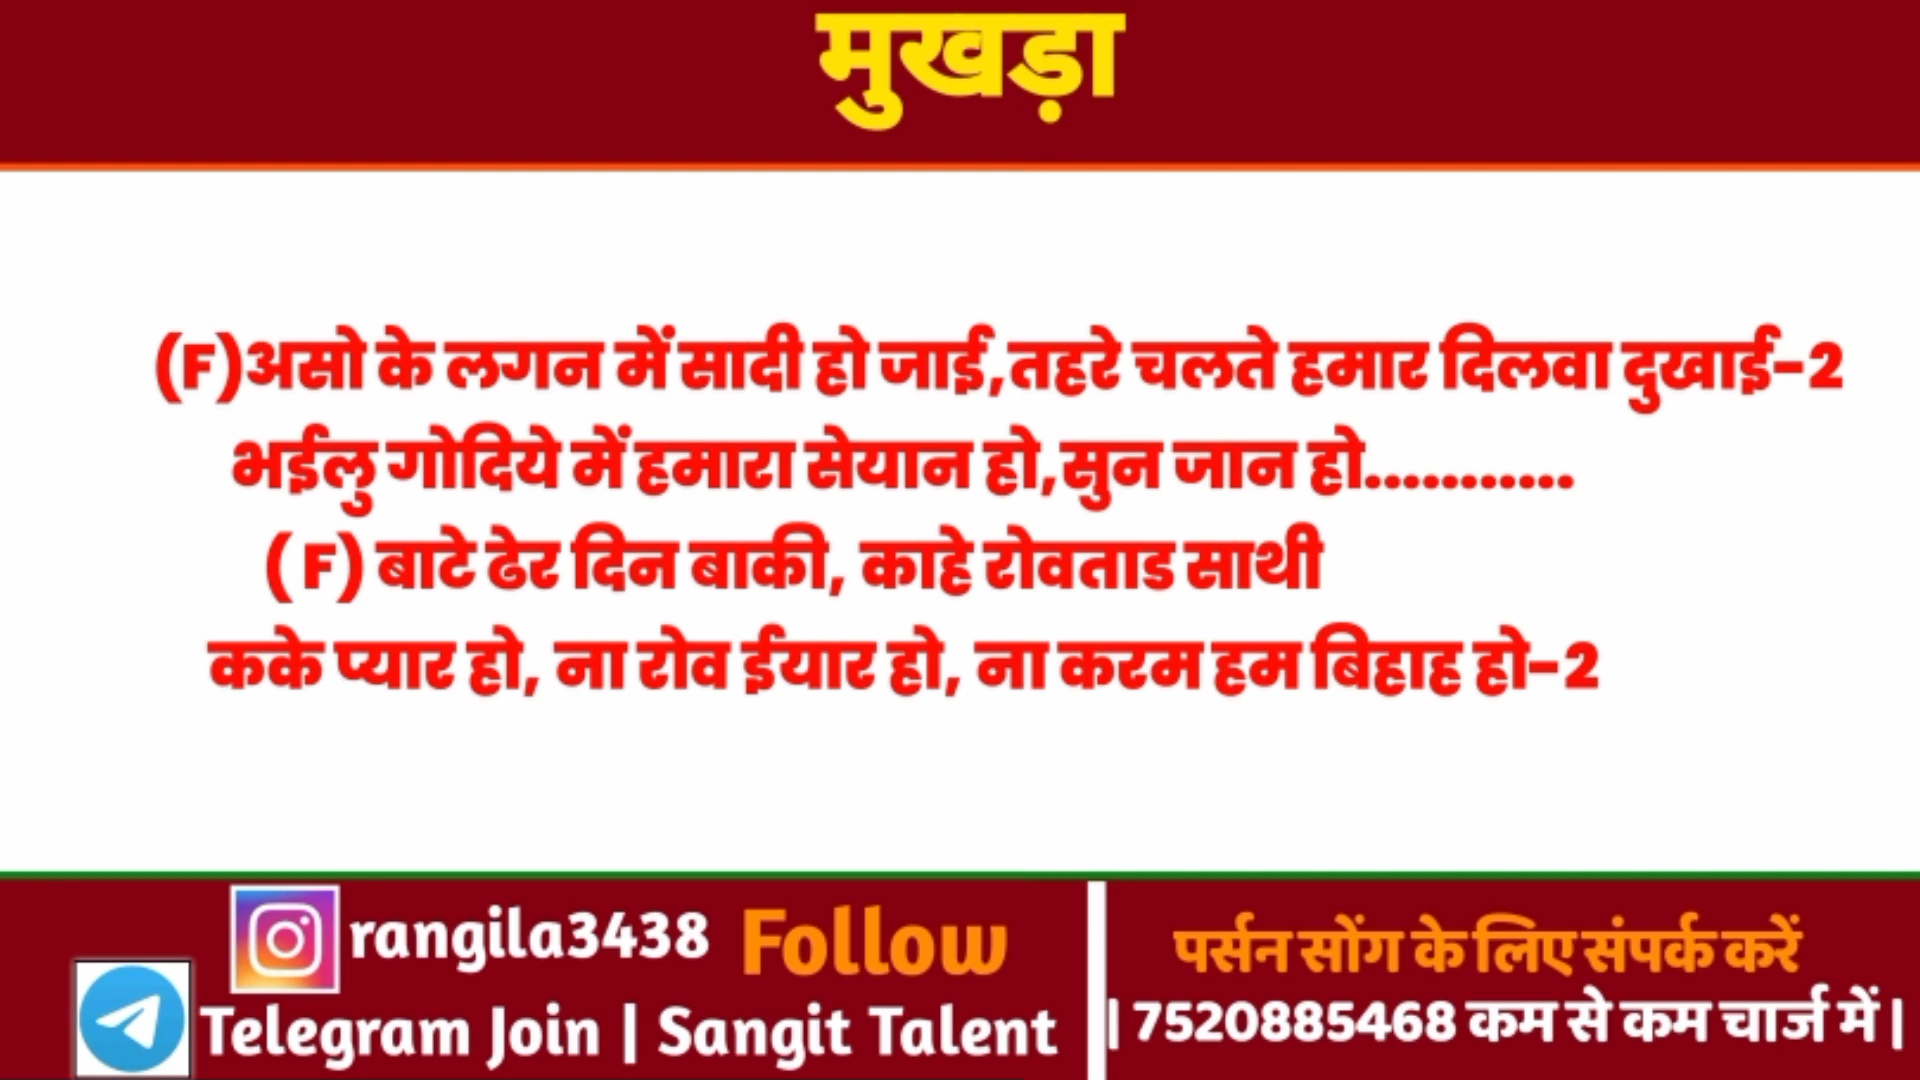 मुखड़ा
(F)असो के लगन में सादी हो जाई,तहरे चलते हमार दिलवा दुखाई-2
भईलु गोदिये में हमारा सेयान हो,सुन जान हो...........
( F) बाटे ढेर दिन बाकी, काहे रोवताड साथी
कके प्यार हो, ना रोव ईयार हो, ना करम हम बिहाह हो-2
rangila3438 Follow
Telegram Join | Sangit Talent
पर्सन सोंग के लिए संपर्क करें
| 7520885468 कम से कम चार्ज में |